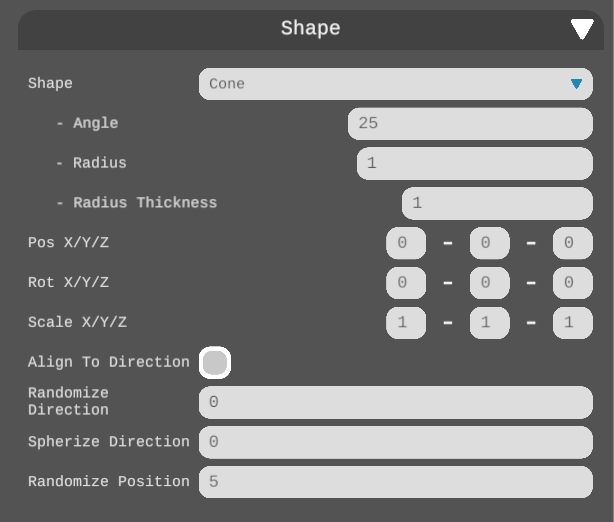 Shape
Shape Cone
- Angle 25
- Radius 1
- Radius Thickness 1
Pos X/Y/Z 0 - 0 - 0
Rot X/Y/Z 0 - 0 - 0
Scale X/Y/Z 1 - 1 - 1
Align To Direction
Randomize
Direction 0
Spherize Direction 0
Randomize Position 5